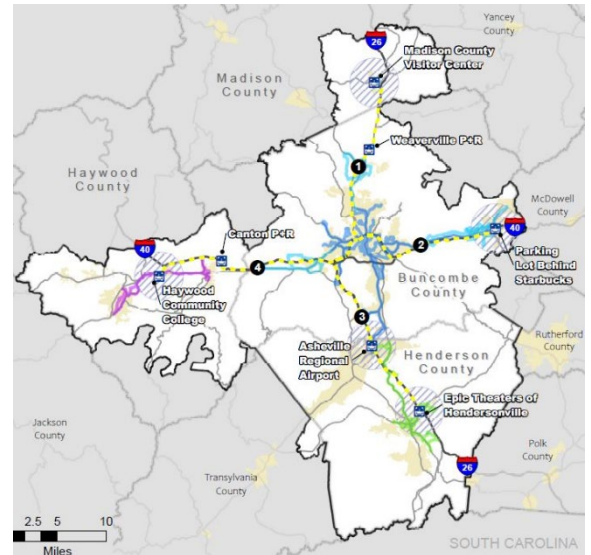 Yancey
County
26
Madison County
Visitor Center
Madison
County
Weaverville P+R
1
Haywood
County
McDowell
County
40
Canton P+R
40
2
4
Parking
Lot Behind
Starbucks
Haywood
Community
College
Buncombe
County
3
Asheville
Regional
Airport
Henderson
County
Rutherford
County
Epic Theaters of
Hendersonville
Jackson
County
Polk
County
26
Transylvania
County
2.5 5 10
Miles
SOUTH CAROLINA